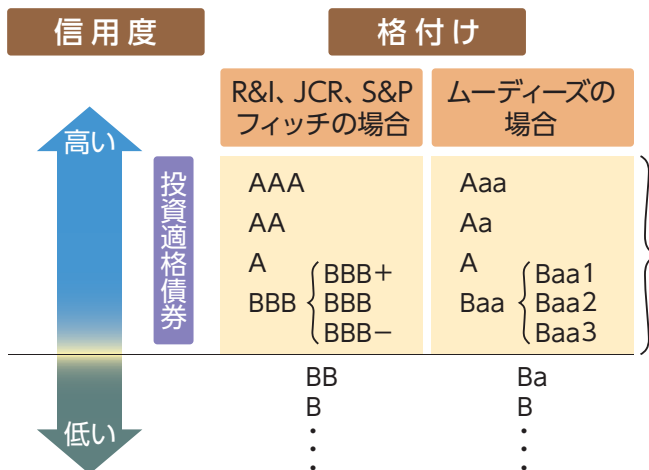 信用度
格付け
R&I、JCR、S&P
フィッチの場合
ムーディーズの
場合
高い
投資適格債券
AAA
Aaa
AA
Aa
A
A
BBB
BBB+
BBB
BBB−
Baa
Baa1
Baa2
Baa3
BB
Ba
B
B
・
・
・
・
・
・
低い